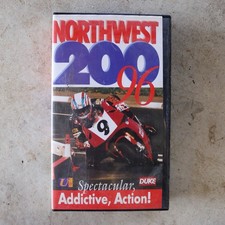 NORTHWEST
200
96
9
Spectacular,
DUKE
Addictive, Action!